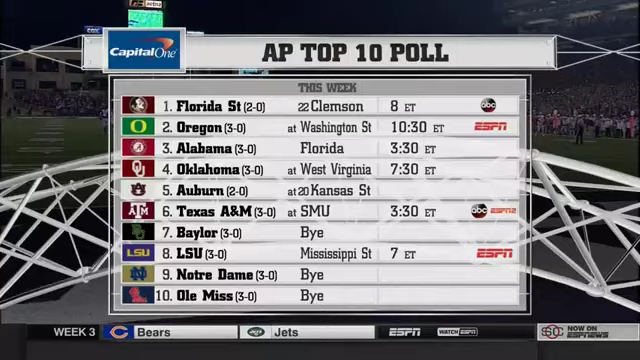 Capital One
AP TOP 10 POLL
THIS WEEK
1. Florida St (2-0) 22 Clemson 8 ET abc
2. Oregon (3-0) at Washington St 10:30 ET ESPN
3. Alabama (3-0) Florida 3:30 ET
4. Oklahoma (3-0) at West Virginia 7:30 ET
5. Auburn (2-0) at 20 Kansas St
6. Texas A&M (3-0) at SMU 3:30 ET abc ESPN2
7. Baylor (3-0) Bye
LSU 8. LSU (3-0) Mississippi St 7 ET ESPN
9. Notre Dame (3-0) Bye
10. Ole Miss (3-0) Bye
WEEK 3 Bears Jets ESPN WATCH ESPN NOW ON ESPNEWS